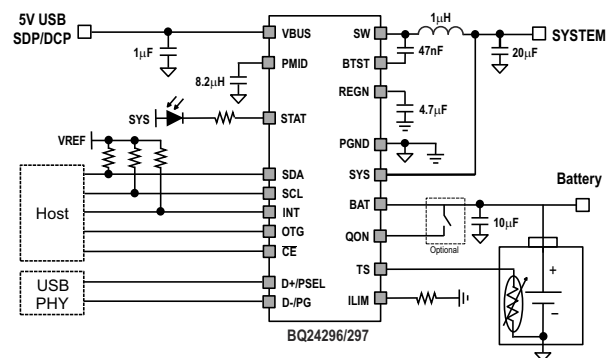 5V USB
SDP/DCP
1μF
8.2μH
SYS
VREF
Host
USB
PHY
VBUS
PMID
STAT
SDA
SCL
INT
OTG
CE
D+/PSEL
D-/PG
SW
BTST
REGN
PGND
SYS
BAT
QON
TS
ILIM
BQ24296/297
1μH
47nF
4.7μF
20μF
SYSTEM
Battery
Optional
10μF
+
–